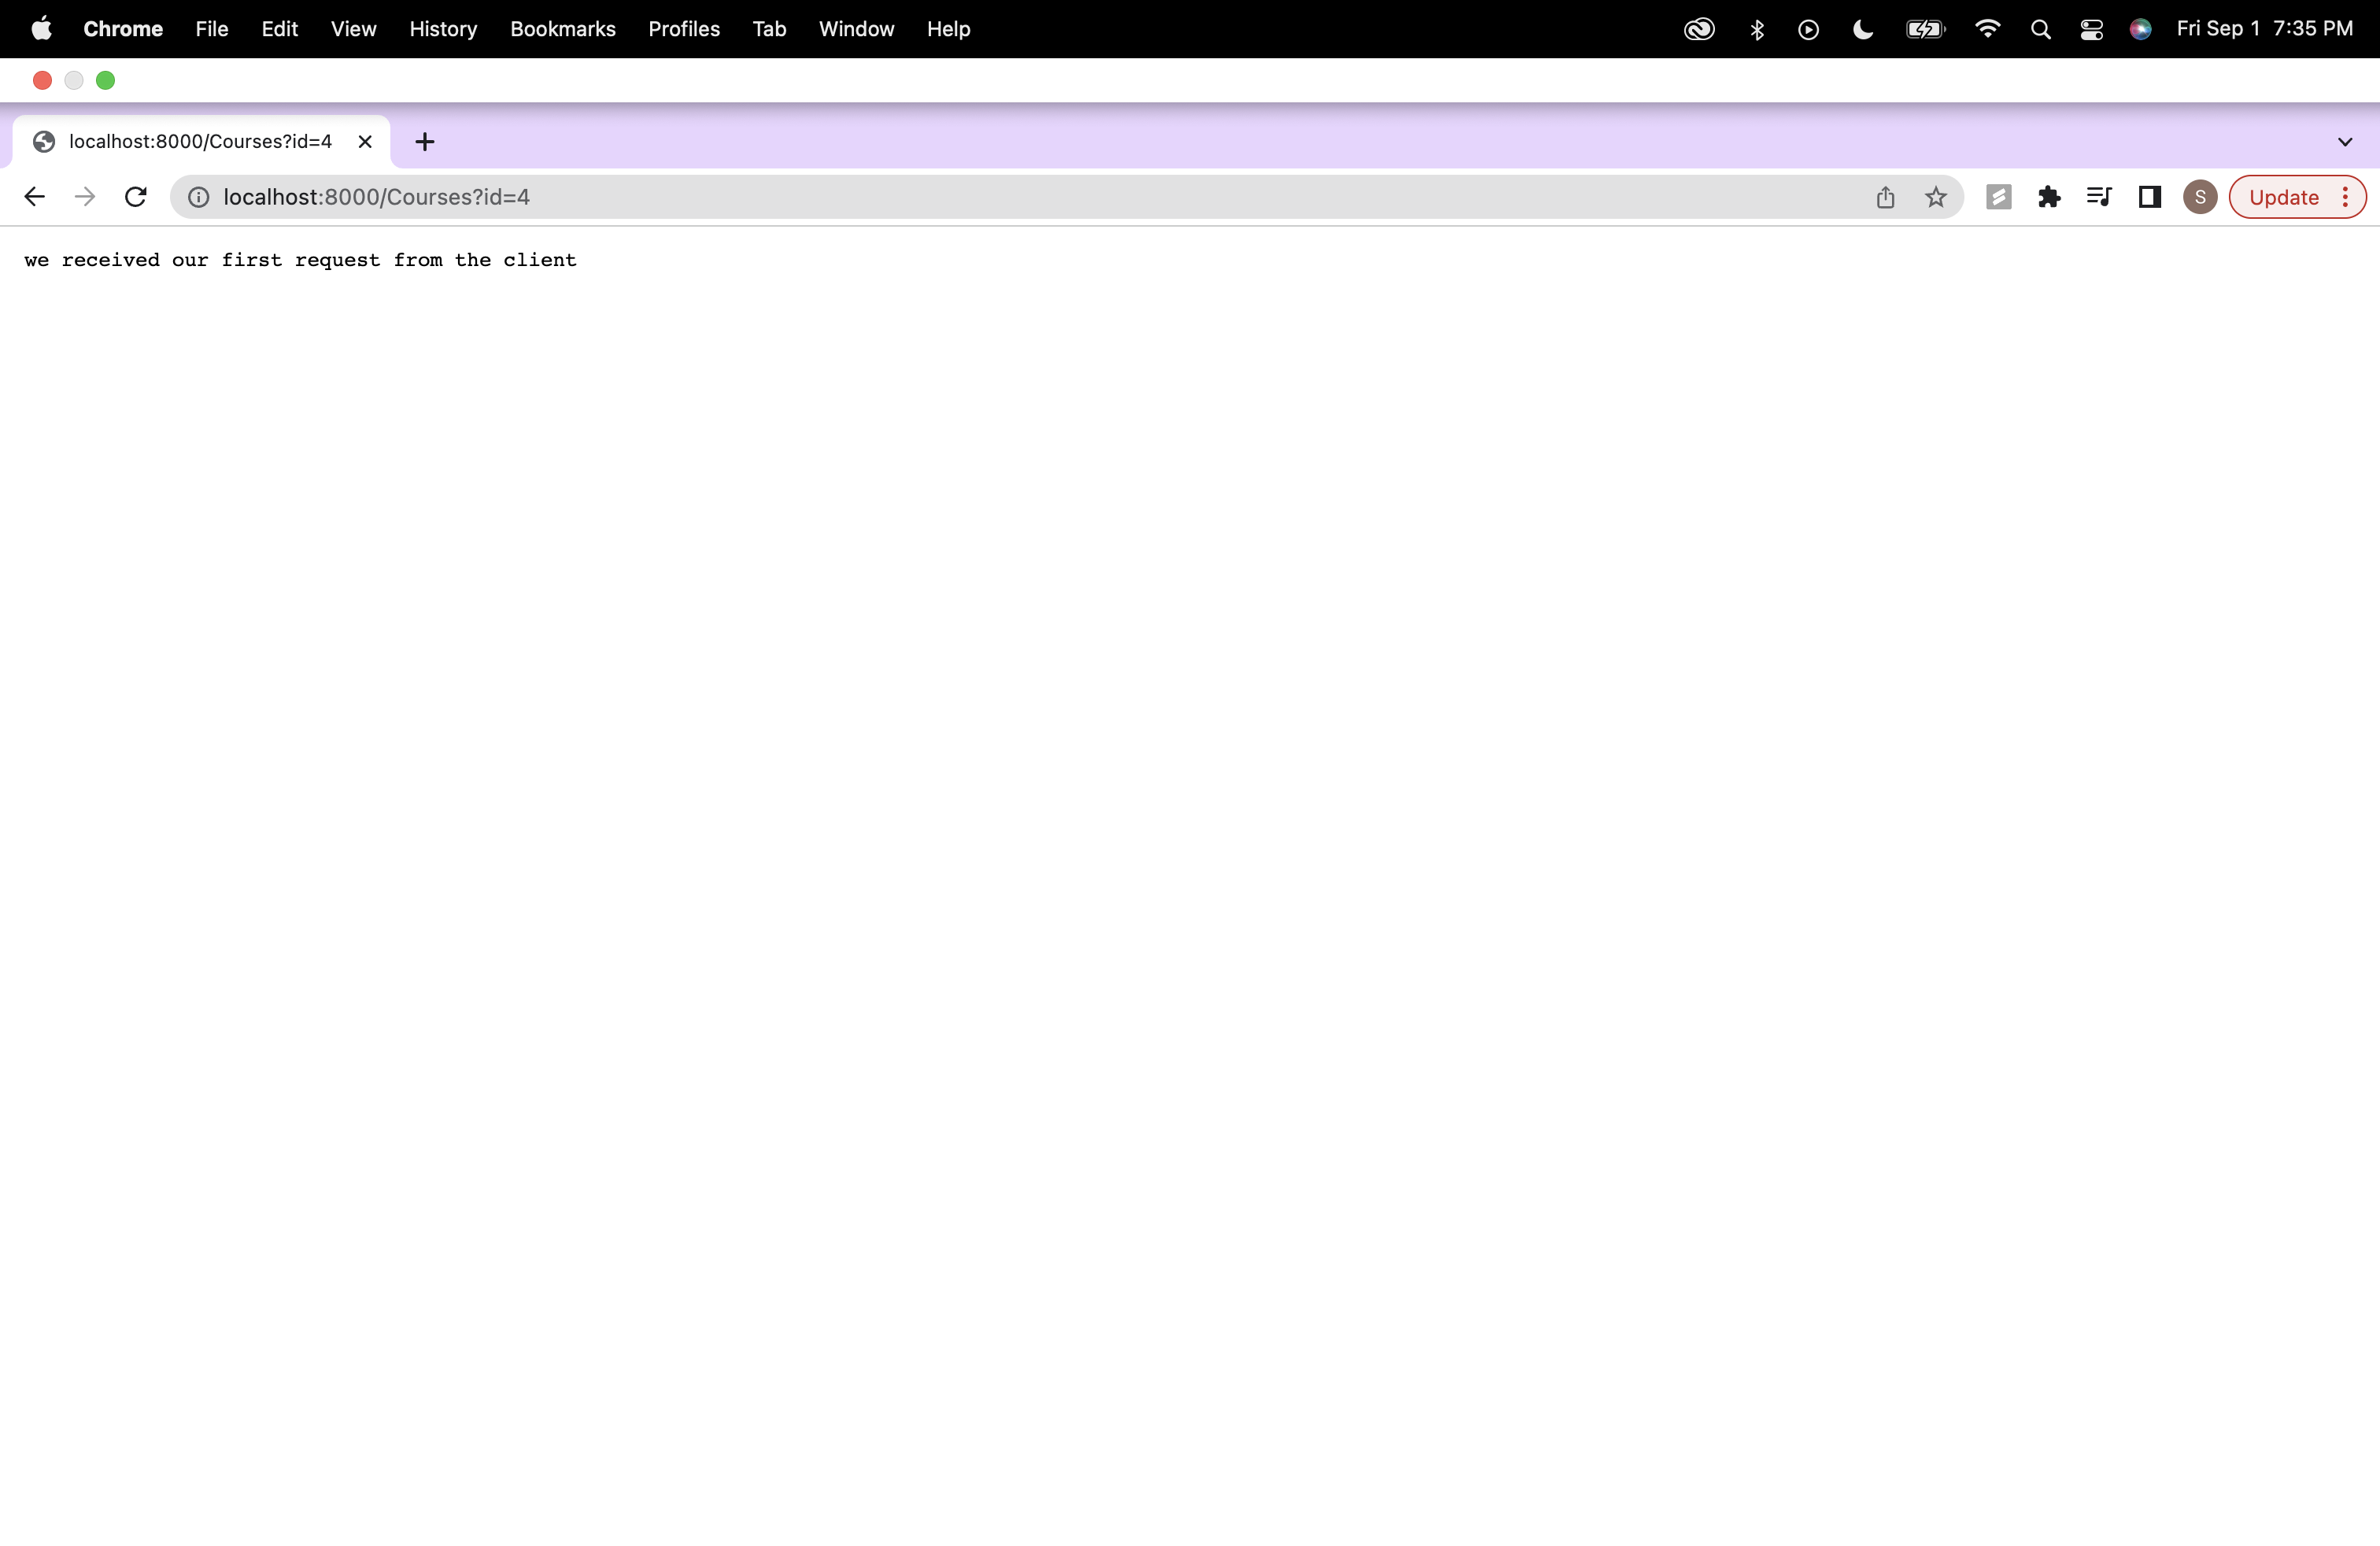 Chrome File Edit View History Bookmarks Profiles Tab Window Help Fri Sep 1 7:35 PM
localhost:8000/Courses?id=4
localhost:8000/Courses?id=4 S Update
we received our first request from the client